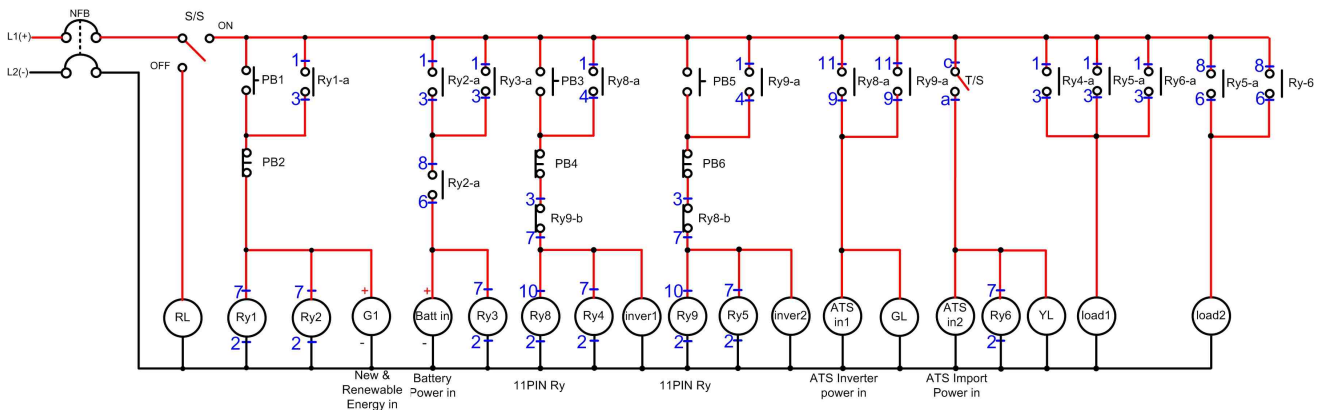 NFB
S/S
L1(+)
ON
L2(-)
OFF
1
PB1
1
Ry1-a
3
1
Ry2-a
3
1
Ry3-a
3
PB3
1
Ry8-a
4
PB5
1
Ry9-a
4
11
Ry8-a
9
11
Ry9-a
9
c
T/S
a
1
Ry4-a
3
1
Ry5-a
3
1
Ry6-a
3
8
Ry5-a
6
8
Ry-6
6
PB2
8
Ry2-a
6
PB4
3
Ry9-b
7
PB6
3
Ry8-b
7
7
7
+
+
7
10
7
10
7
7
RL
Ry1
Ry2
G1
Batt in
Ry3
Ry8
Ry4
inver1
Ry9
Ry5
inver2
ATS in1
GL
ATS in2
Ry6
YL
load1
load2
2
2
-
-
2
2
2
2
2
2
New &
Renewable
Energy in
Battery
Power in
11PIN Ry
11PIN Ry
ATS Inverter
power in
ATS Import
Power in